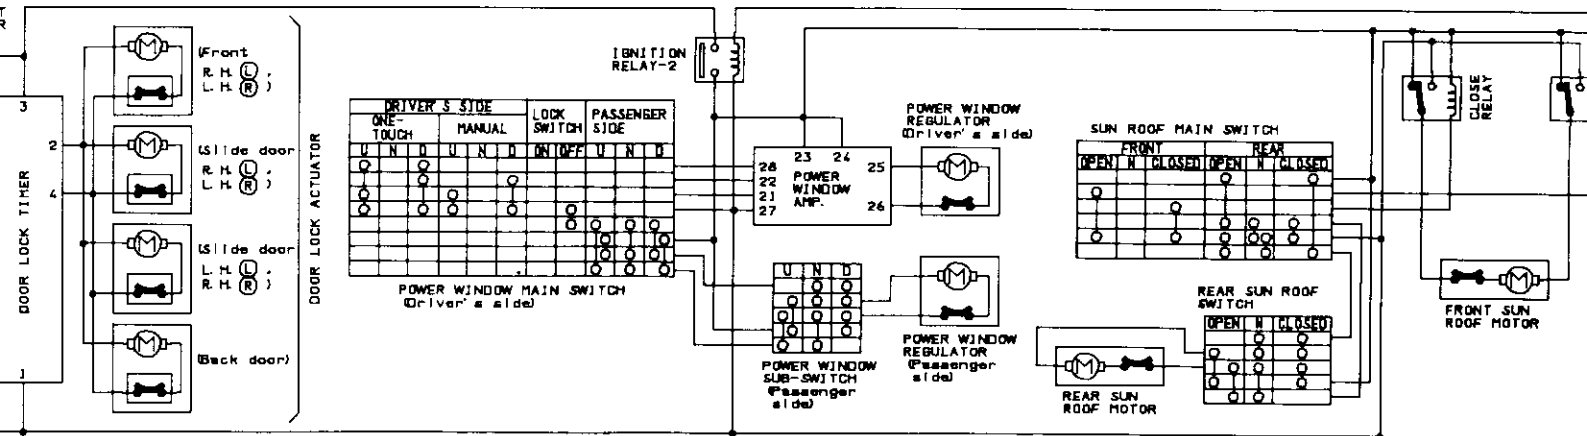 T
R
3
2
4
1
DOOR LOCK TIMER
M
(Front
R.H. (L),
L.H. (R) )
M
(Slide door
R.H. (L),
L.H. (R) )
M
(Slide door
L.H. (L),
R.H. (R) )
M
(Back door)
DOOR LOCK ACTUATOR
DRIVER'S SIDE LOCK SWITCH PASSENGER SIDE
ONE-TOUCH MANUAL
U N D U N D ON OFF U N D
POWER WINDOW MAIN SWITCH
(Driver's side)
IGNITION
RELAY-2
23 24
28 25
22
21
27 26
POWER
WINDOW
AMP.
POWER WINDOW
REGULATOR
(Driver's side)
M
U N D
POWER WINDOW
SUB-SWITCH
(Passenger
side)
M
POWER WINDOW
REGULATOR
(Passenger
side)
SUN ROOF MAIN SWITCH
FRONT REAR
OPEN N CLOSED OPEN N CLOSED
REAR SUN ROOF
SWITCH
OPEN N CLOSED
M
REAR SUN
ROOF MOTOR
CLOSE
RELAY
M
FRONT SUN
ROOF MOTOR